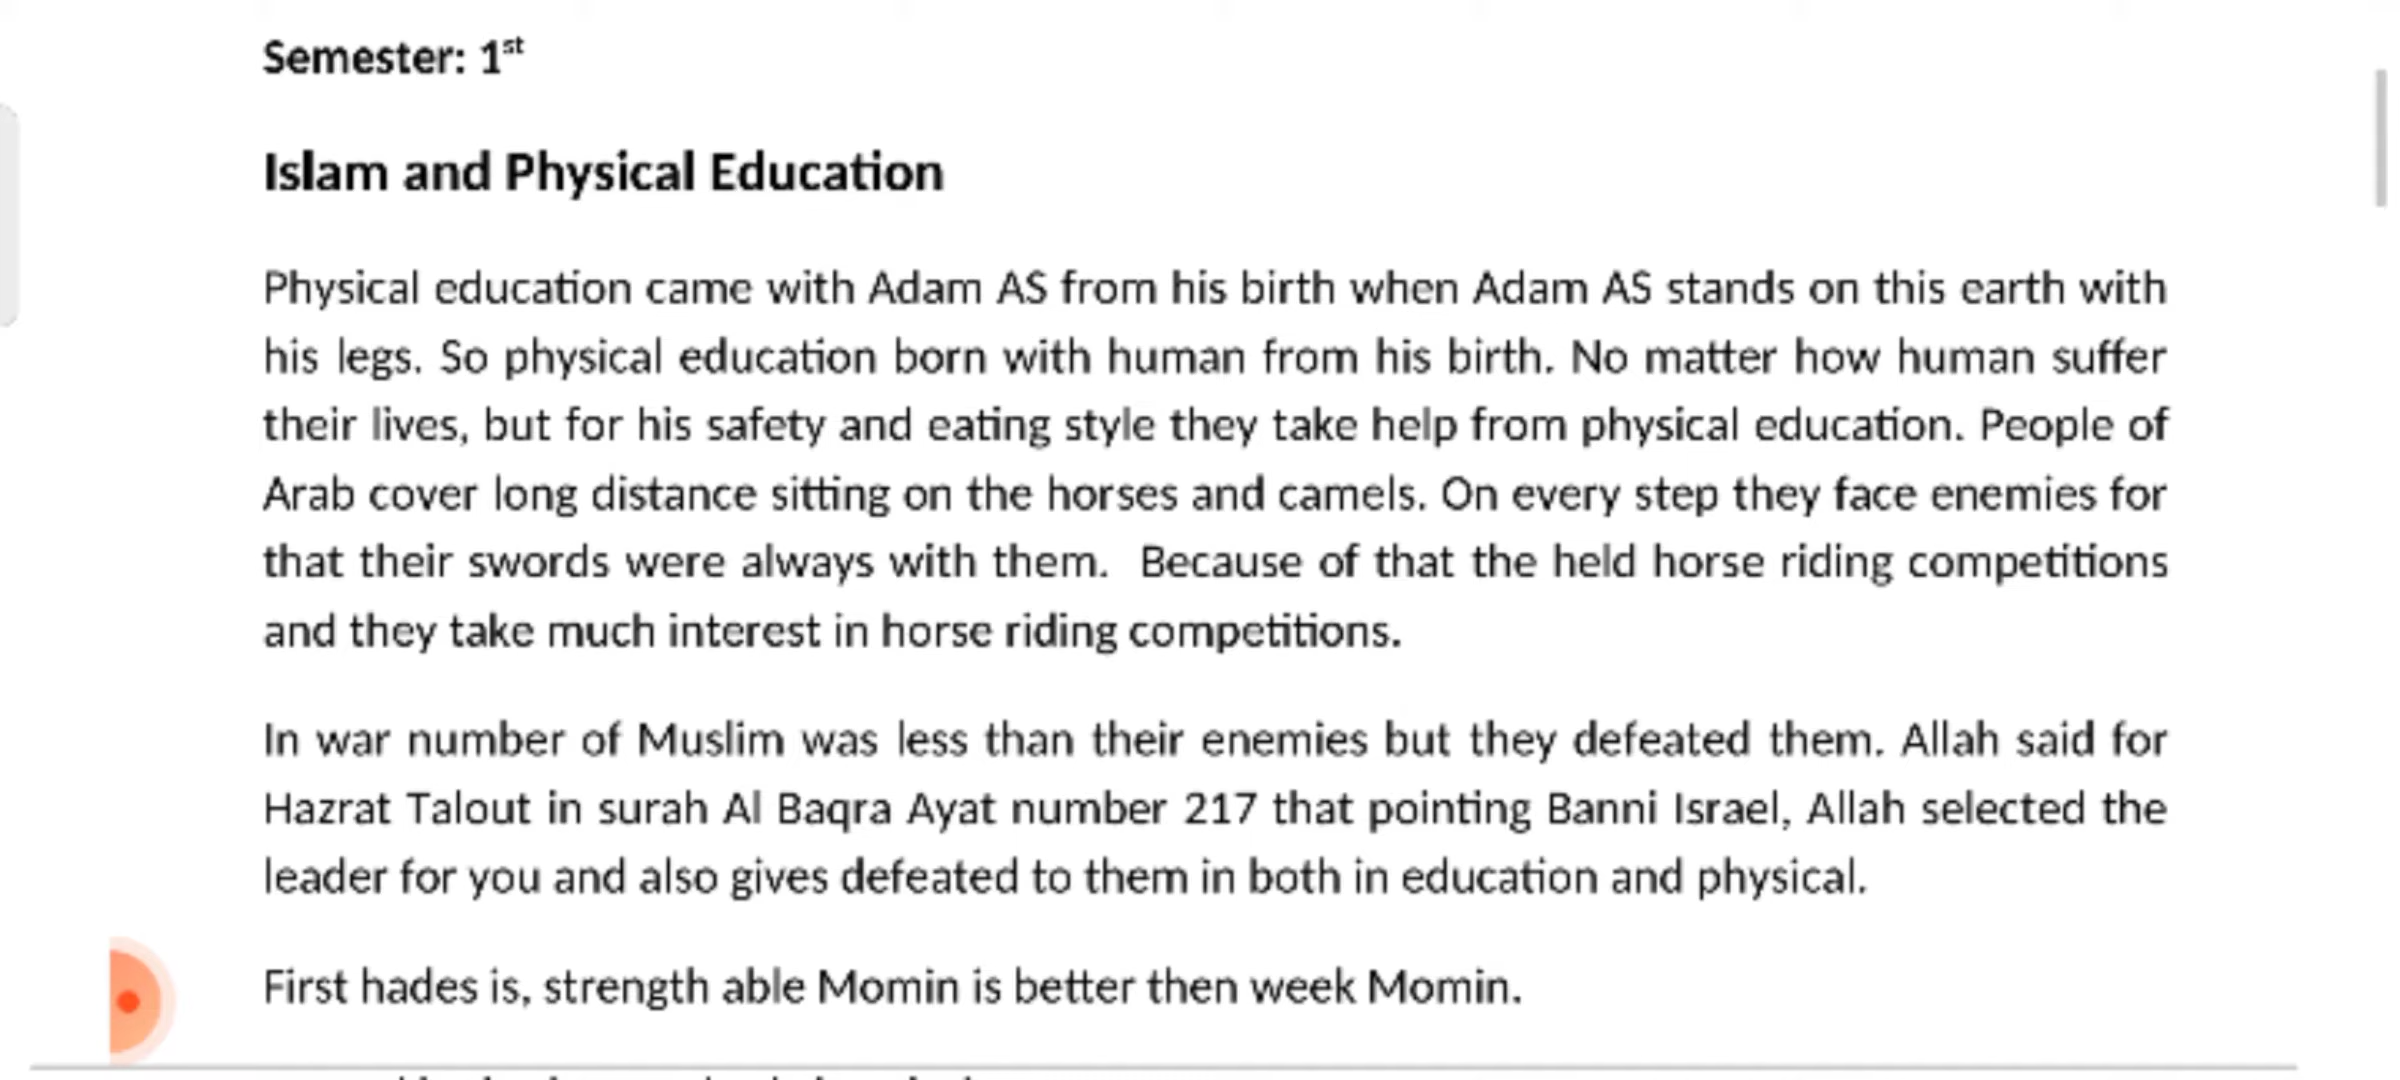 Semester: 1st
Islam and Physical Education
Physical education came with Adam AS from his birth when Adam AS stands on this earth with
his legs. So physical education born with human from his birth. No matter how human suffer
their lives, but for his safety and eating style they take help from physical education. People of
Arab cover long distance sitting on the horses and camels. On every step they face enemies for
that their swords were always with them.  Because of that the held horse riding competitions
and they take much interest in horse riding competitions.
In war number of Muslim was less than their enemies but they defeated them. Allah said for
Hazrat Talout in surah Al Baqra Ayat number 217 that pointing Banni Israel, Allah selected the
leader for you and also gives defeated to them in both in education and physical.
First hades is, strength able Momin is better then week Momin.